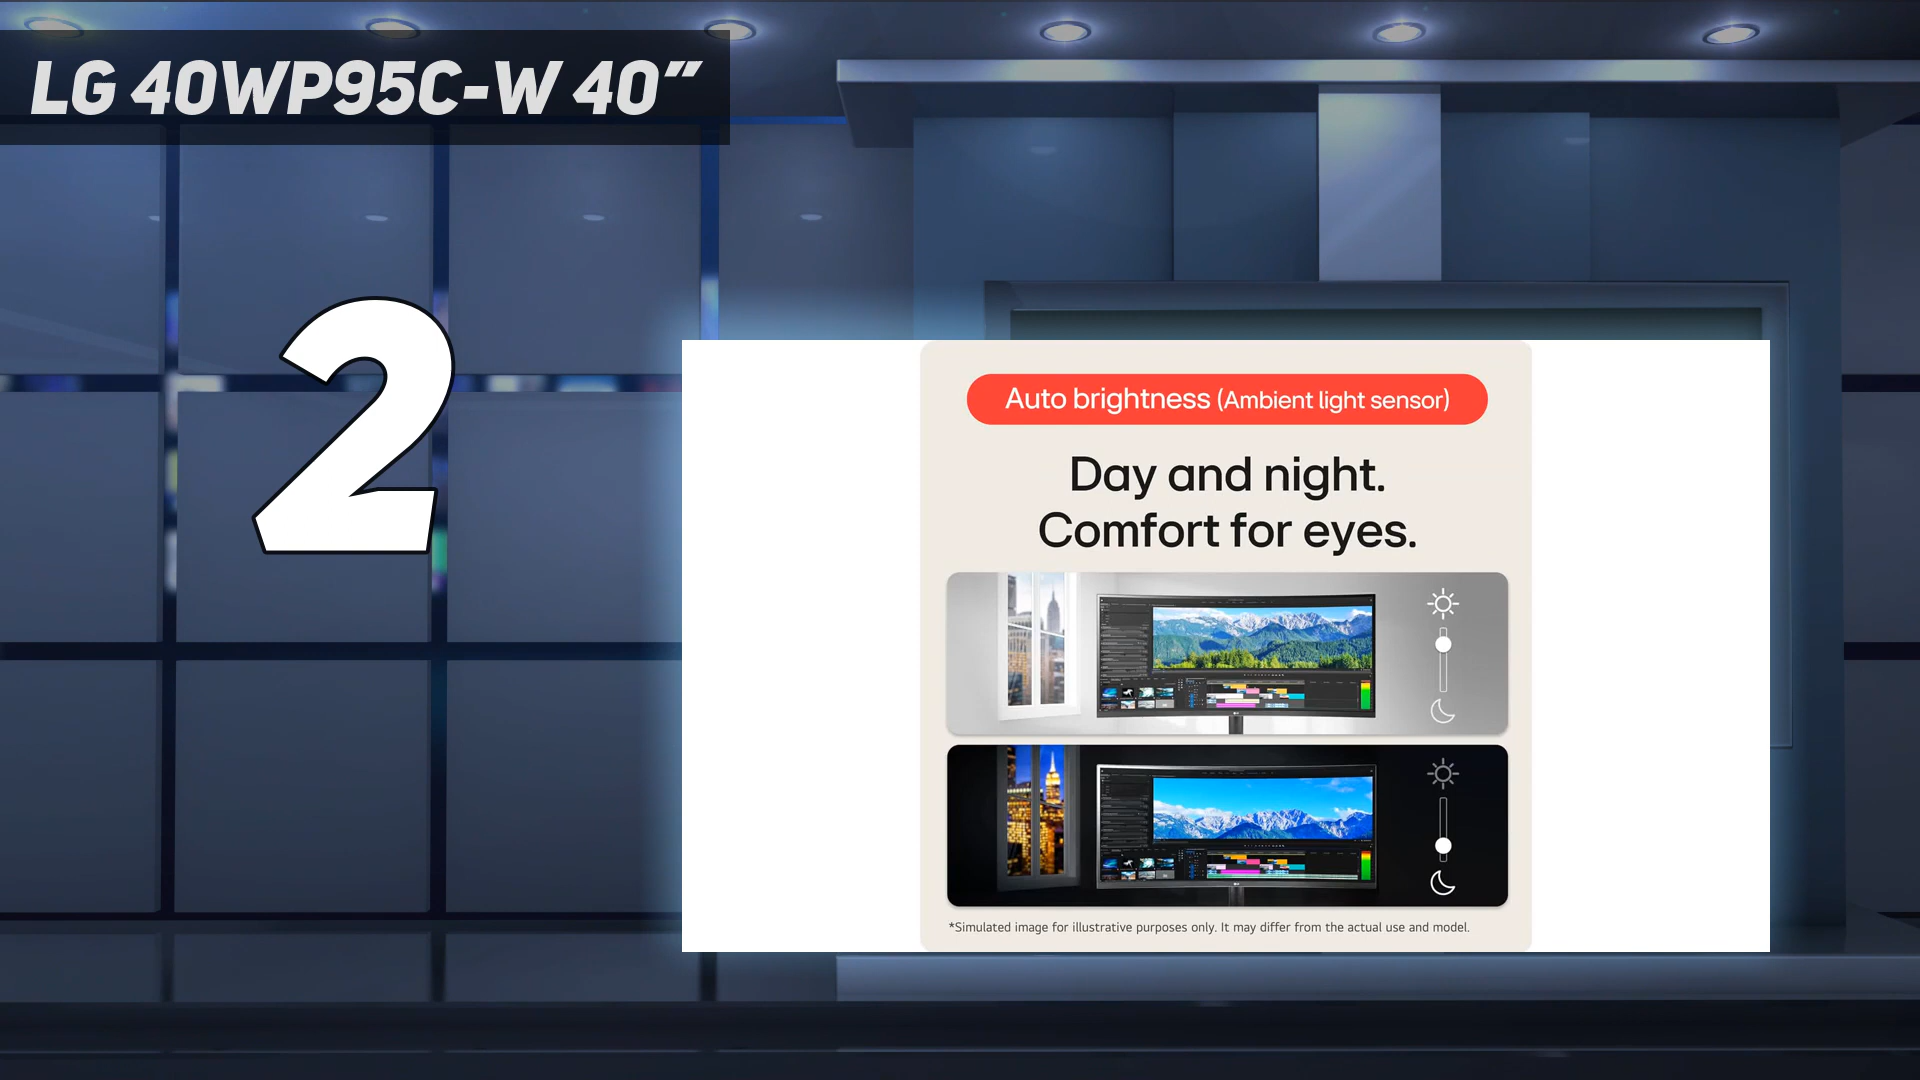 LG 40WP95C-W 40”
2
Auto brightness (Ambient light sensor)
Day and night.
Comfort for eyes.
*Simulated image for illustrative purposes only. It may differ from the actual use and model.